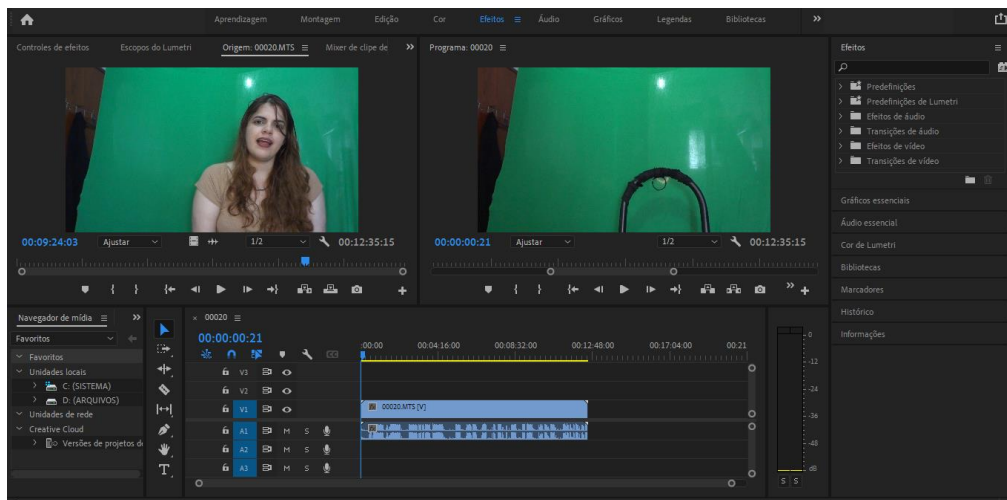 Aprendizagem Montagem Edição Cor Efeitos Áudio Gráficos Legendas Bibliotecas
Controles de efeitos Escopos do Lumetri Origem: 00020.MTS Mixer de clipe de
Programa: 00020
Efeitos
Predefinições
Predefinições de Lumetri
Efeitos de áudio
Transições de áudio
Efeitos de vídeo
Transições de vídeo
Gráficos essenciais
Áudio essencial
Cor de Lumetri
Bibliotecas
Marcadores
Histórico
Informações
00:09:24:03 Ajustar 1/2 00:12:35:15
00:00:00:21 Ajustar 1/2 00:12:35:15
Navegador de mídia
Favoritos
Favoritos
Unidades locais
C: (SISTEMA)
D: (ARQUIVOS)
Unidades de rede
Creative Cloud
Versões de projetos d
00020
00:00:00:21
:00:00 00:04:16:00 00:08:32:00 00:12:48:00 00:17:04:00 00:21
V3
V2
V1 00020.MTS [V]
A1 M S
A2 M S
A3 M S
0
-12
-24
-36
-48
dB
S S